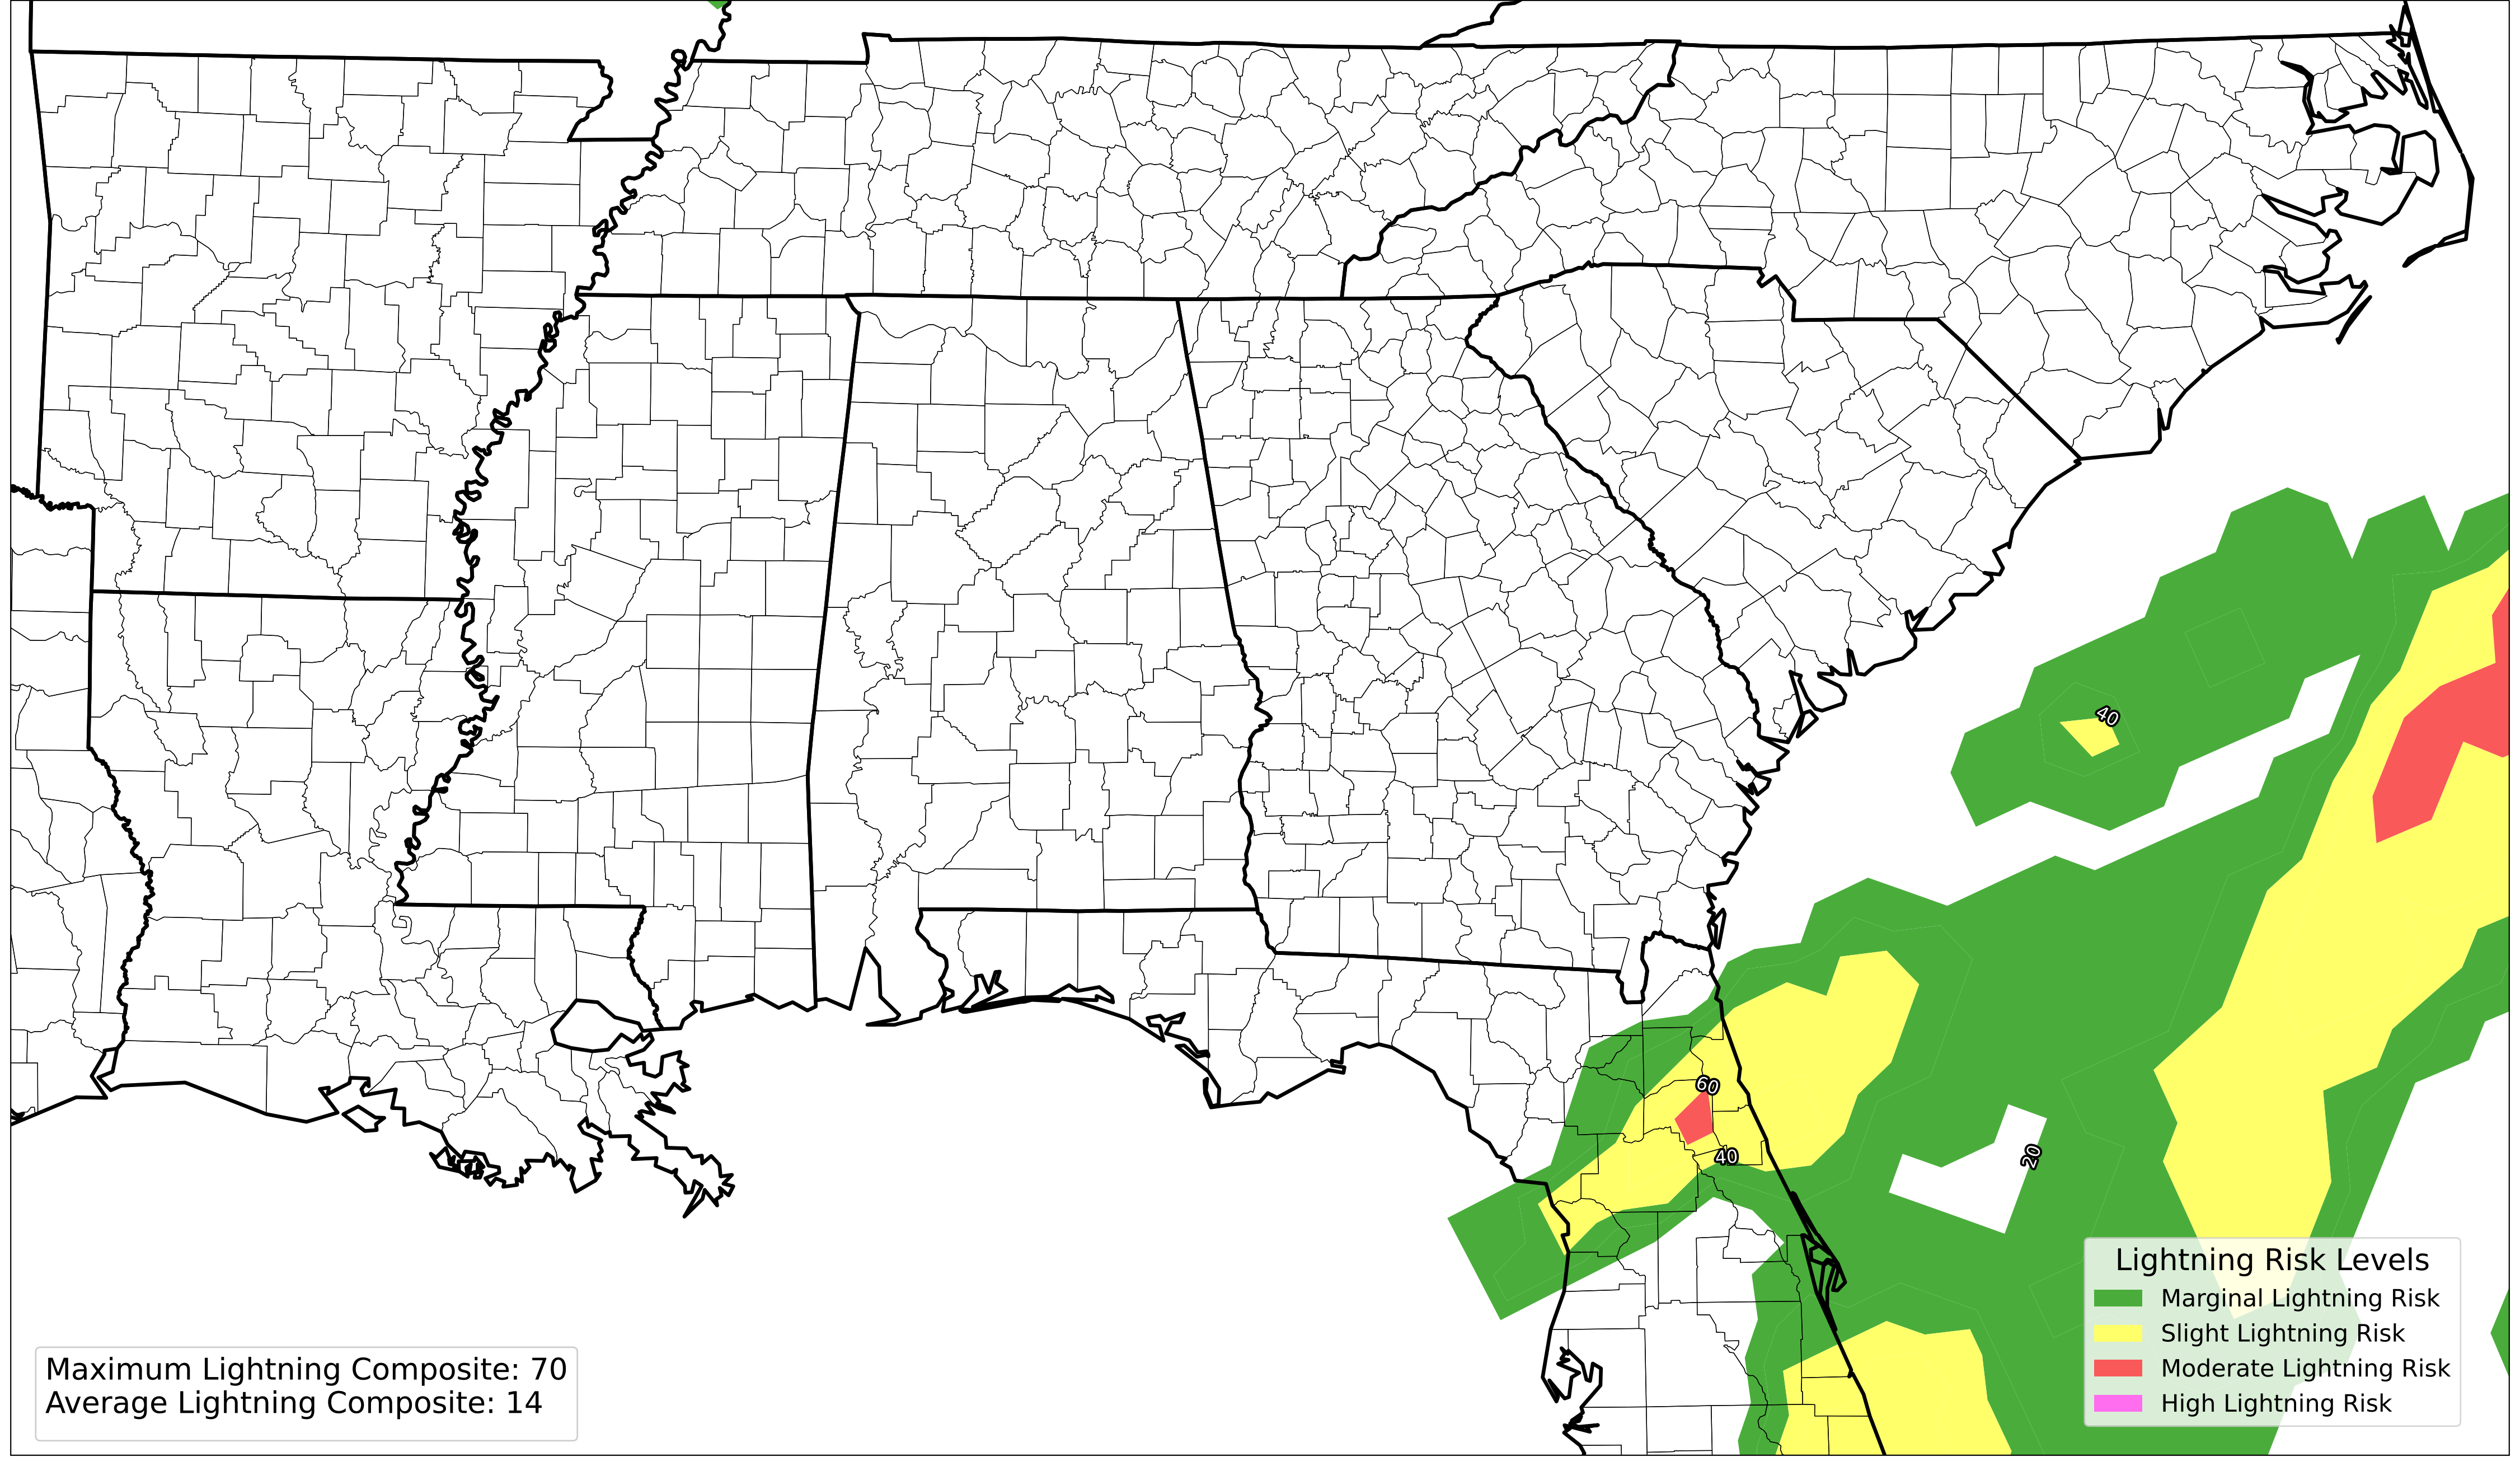 40
60
40
20
Lightning Risk Levels
Marginal Lightning Risk
Slight Lightning Risk
Moderate Lightning Risk
High Lightning Risk
Maximum Lightning Composite: 70
Average Lightning Composite: 14